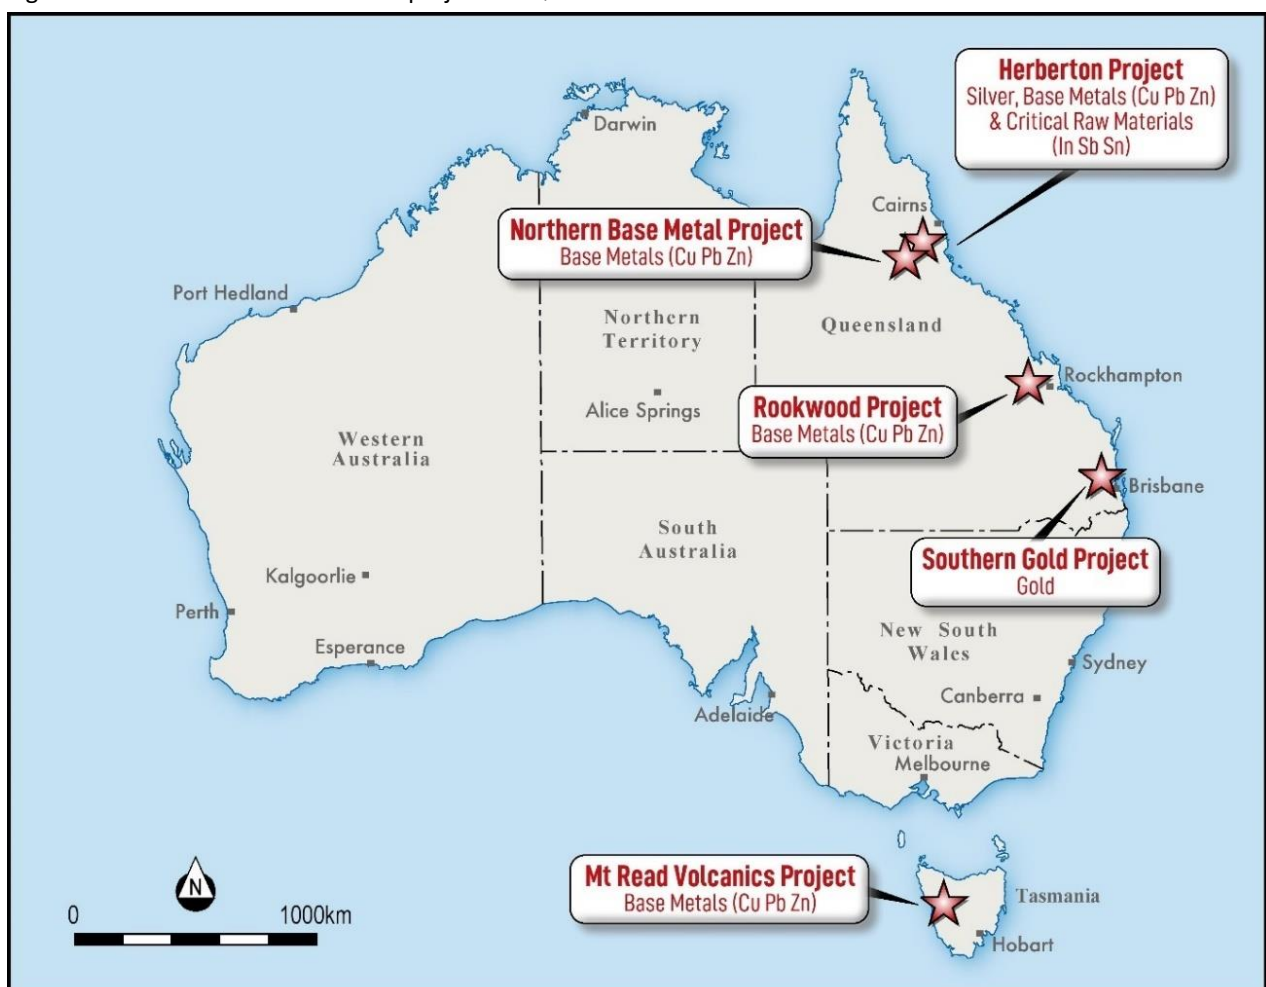 Herberton Project
Silver, Base Metals (Cu Pb Zn)
& Critical Raw Materials
(In Sb Sn)
Darwin
Cairns
Northern Base Metal Project
Base Metals (Cu Pb Zn)
Port Hedland
Northern
Territory
Queensland
Rockhampton
Alice Springs
Rookwood Project
Base Metals (Cu Pb Zn)
Western
Australia
Brisbane
South
Australia
Southern Gold Project
Gold
Kalgoorlie
Perth
Esperance
New South
Wales
Sydney
Canberra
Adelaide
Victoria
Melbourne
Mt Read Volcanics Project
Base Metals (Cu Pb Zn)
Tasmania
Hobart
N
0
1000km